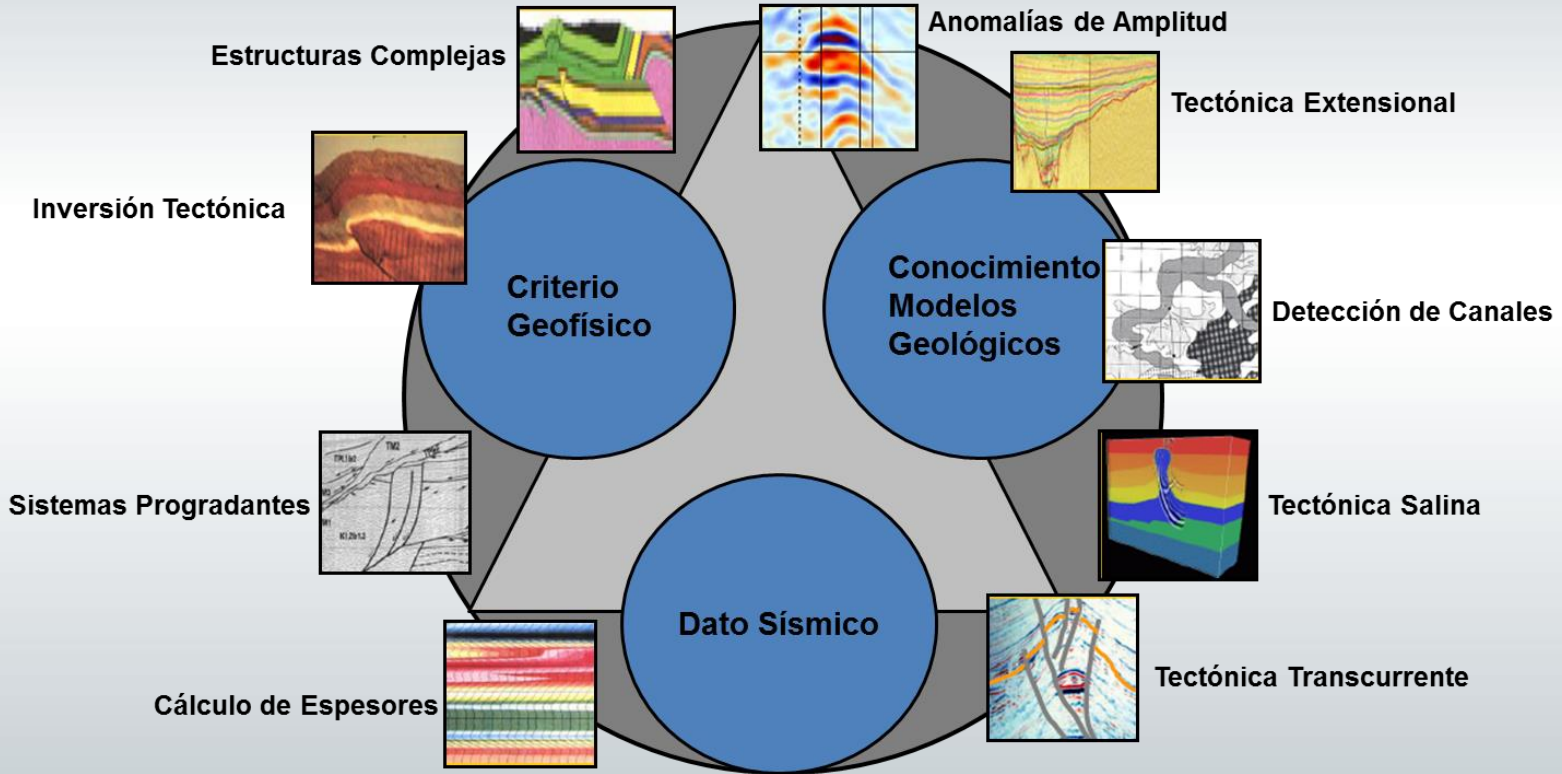 Anomalías de Amplitud
Estructuras Complejas
Tectónica Extensional
Inversión Tectónica
Criterio
Geofísico
Conocimiento
Modelos
Geológicos
Detección de Canales
TM2
Sistemas Progradantes
Tectónica Salina
Dato Sísmico
Tectónica Transcurrente
Cálculo de Espesores